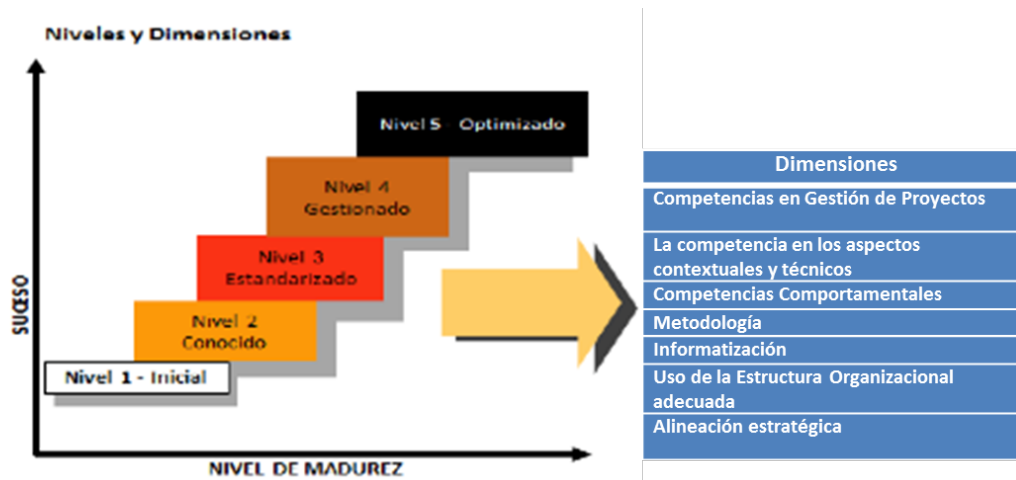 Niveles y Dimensiones
SUCESO
Nivel 5 - Optimizado
Nivel 4
Gestionado
Nivel 3
Estandarizado
Nivel 2
Conocido
Nivel 1 - Inicial
NIVEL DE MADUREZ
Dimensiones
Competencias en Gestión de Proyectos
La competencia en los aspectos
contextuales y técnicos
Competencias Comportamentales
Metodología
Informatización
Uso de la Estructura Organizacional
adecuada
Alineación estratégica